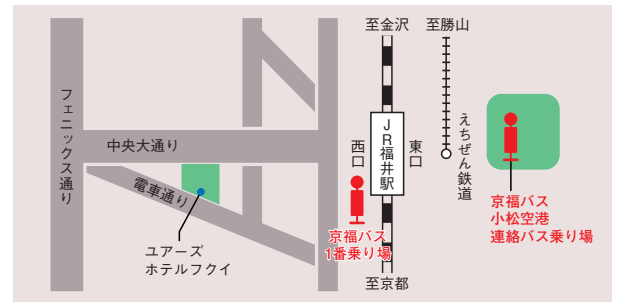 至金沢
至勝山
フェニックス通り
中央大通り
電車通り
JR福井駅
西口
東口
えちぜん鉄道
ユアーズ
ホテルフクイ
京福バス
1番乗り場
京福バス
小松空港
連絡バス乗り場
至京都